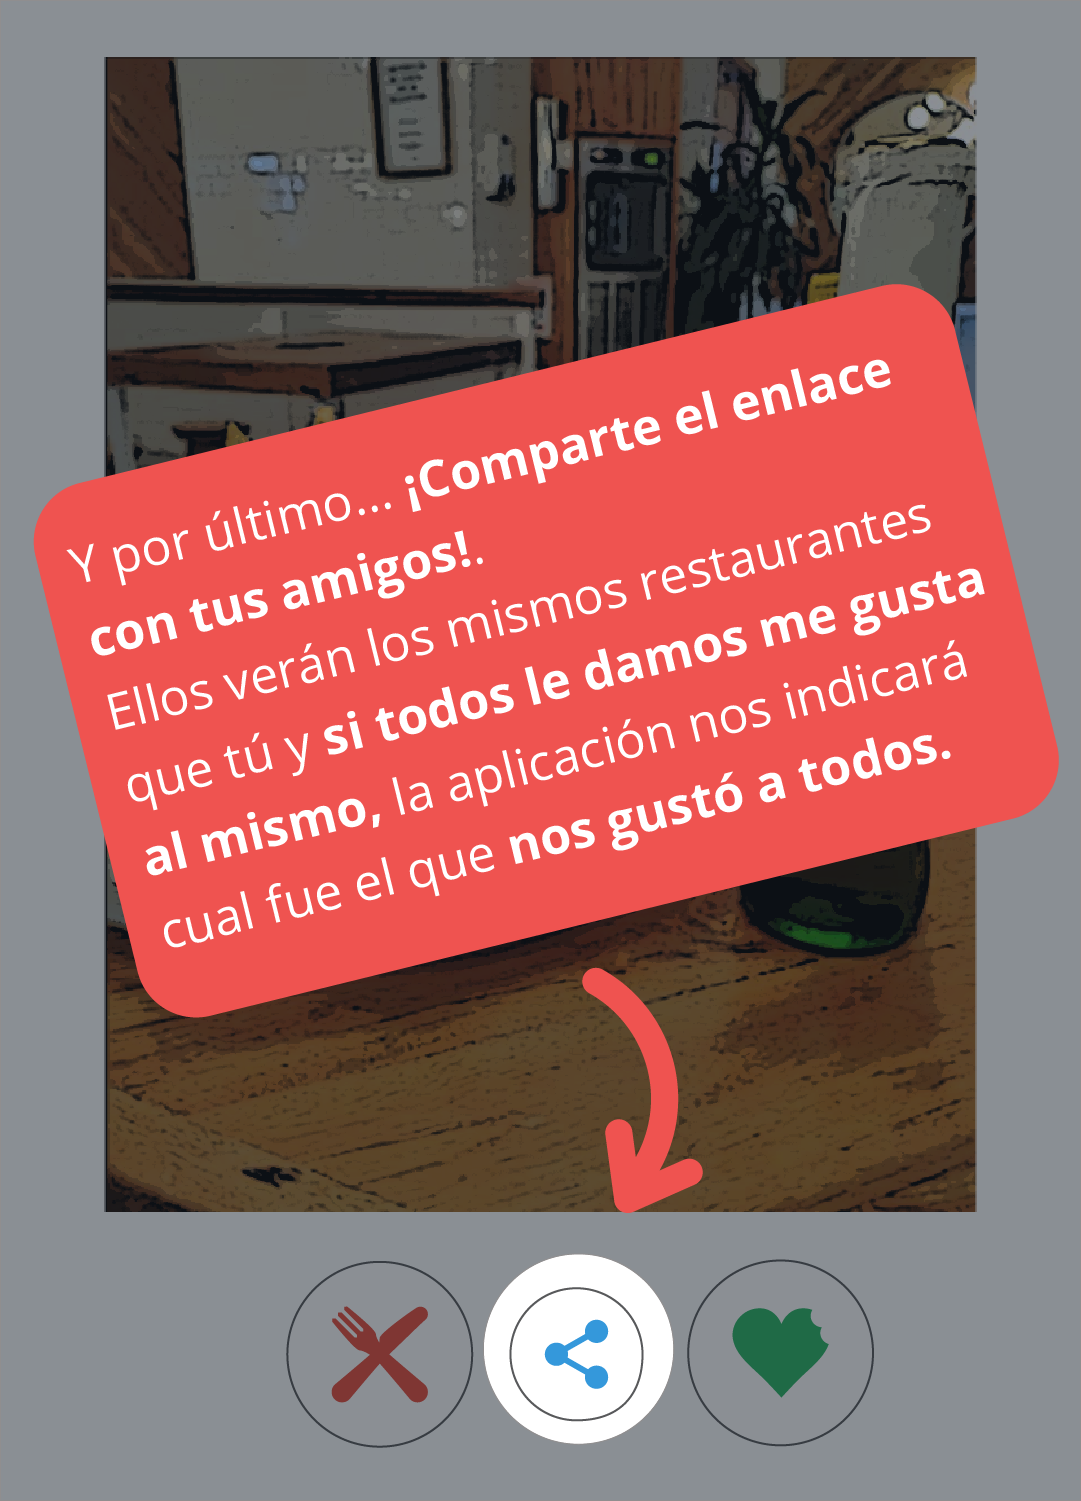 Y por último... ¡Comparte el enlace
con tus amigos!.
Ellos verán los mismos restaurantes
que tú y si todos le damos me gusta
al mismo, la aplicación nos indicará
cual fue el que nos gustó a todos.